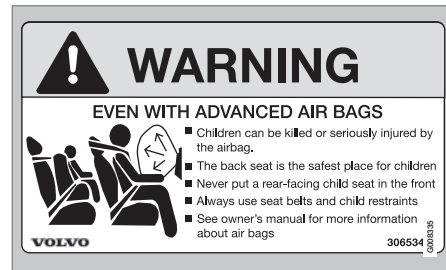 WARNING
EVEN WITH ADVANCED AIR BAGS
■ Children can be killed or seriously injured by
the airbag.
■ The back seat is the safest place for children
■ Never put a rear-facing child seat in the front
■ Always use seat belts and child restraints
■ See owner's manual for more information
about air bags
VOLVO
306534
G008335